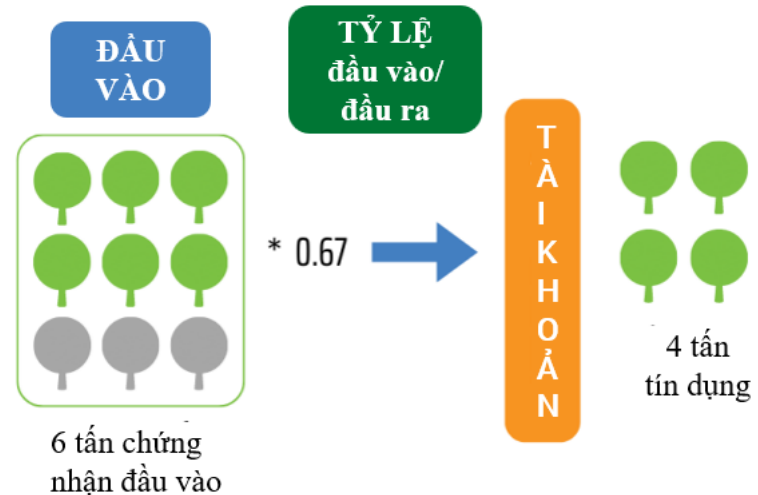 ĐẦU
VÀO
TỶ LỆ
đầu vào/
đầu ra
* 0.67
T
À
I
K
H
O
Ả
N
6 tấn chứng
nhận đầu vào
4 tấn
tín dụng